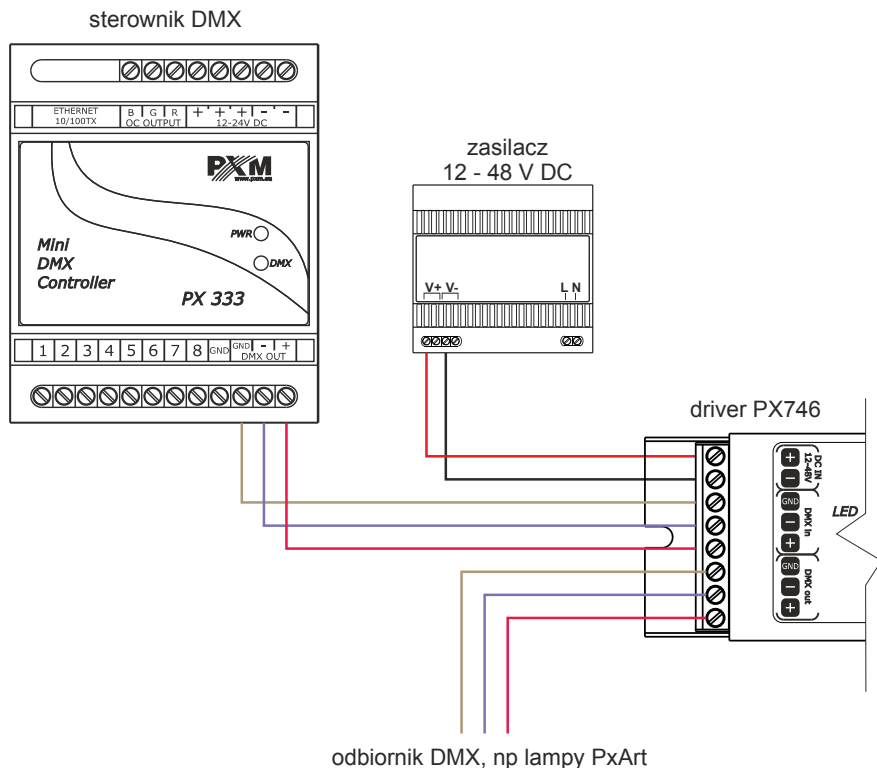 sterownik DMX
ETHERNET
10/100TX
B G R + + + - -
OC OUTPUT 12-24V DC
PXM
www.pxm.eu
PWR
DMX
Mini
DMX
Controller
PX 333
1 2 3 4 5 6 7 8 GND GND - +
DMX OUT
zasilacz
12 - 48 V DC
V+ V- L N
driver PX746
+
-
DC IN
12-48V
GND
-
+
DMX in
GND
-
+
DMX out
LED
odbiornik DMX, np lampy PxArt